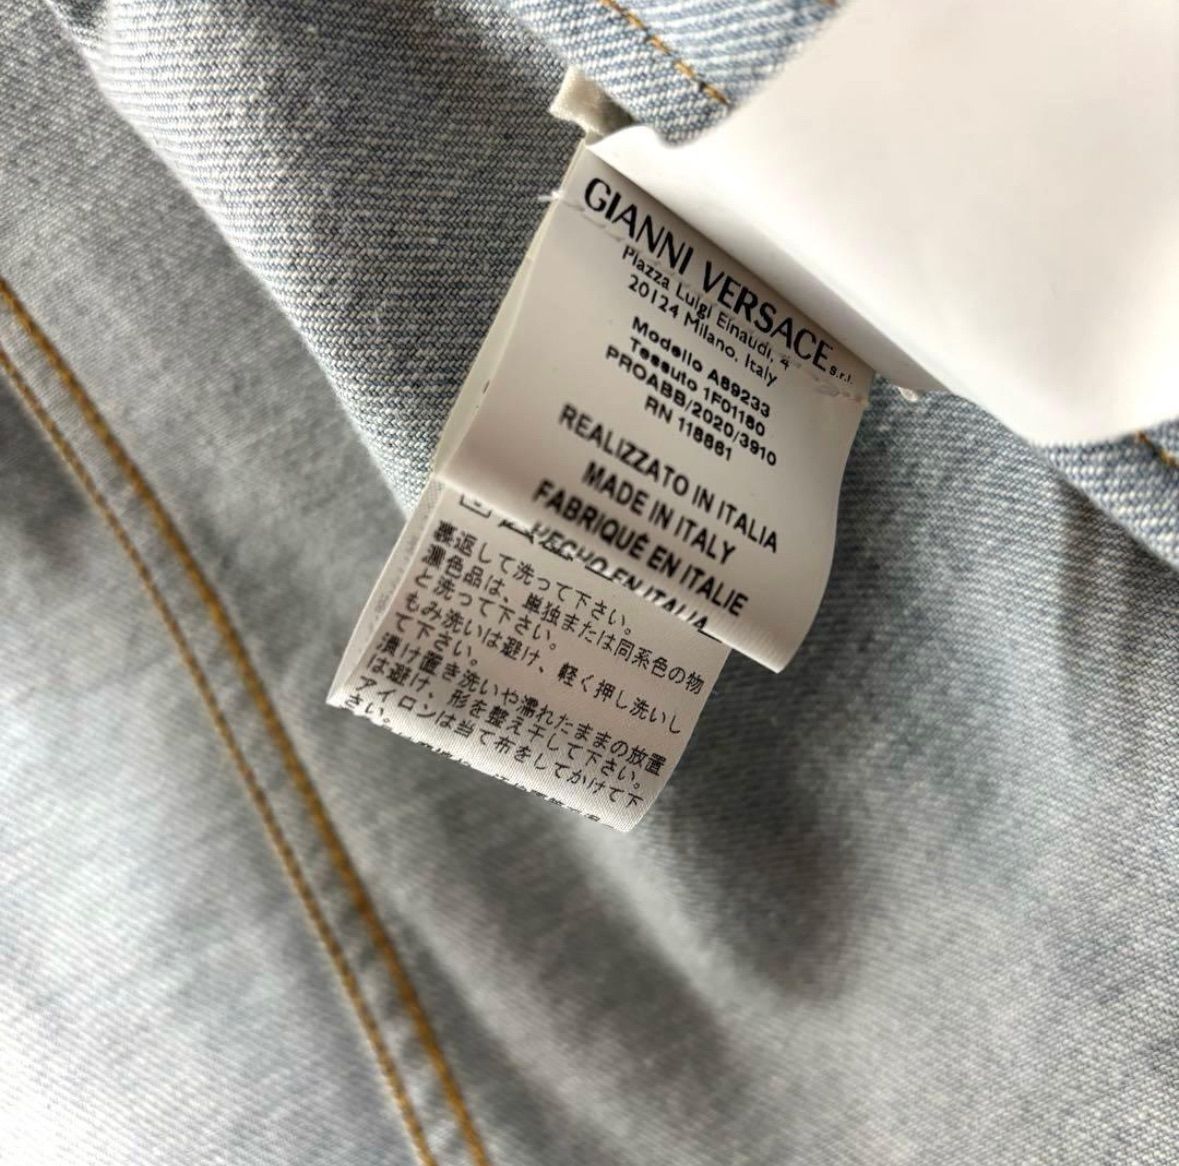 GIANNI VERSACE s.r.l.
Piazza Luigi Einaudi, 4
20124 Milano. Italy
Modello A89233
Tessuto 1F01180
PROABB/2020/3910
RN 118881
REALIZZATO IN ITALIA
MADE IN ITALY
FABRIQUÉ EN ITALIE
HECHO EN ITALIA
裏返して洗って下さい。
濃色品は、単独または同系色の物
と洗って下さい。
もみ洗いは避け、軽く押し洗いし
て下さい。
漬け置き洗いや濡れたままの放置
は避け、形を整え干して下さい。
アイロンは当て布をしてかけて下
さい。